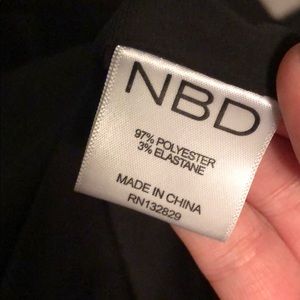 NBD
97% POLYESTER
3% ELASTANE
MADE IN CHINA
RN132829